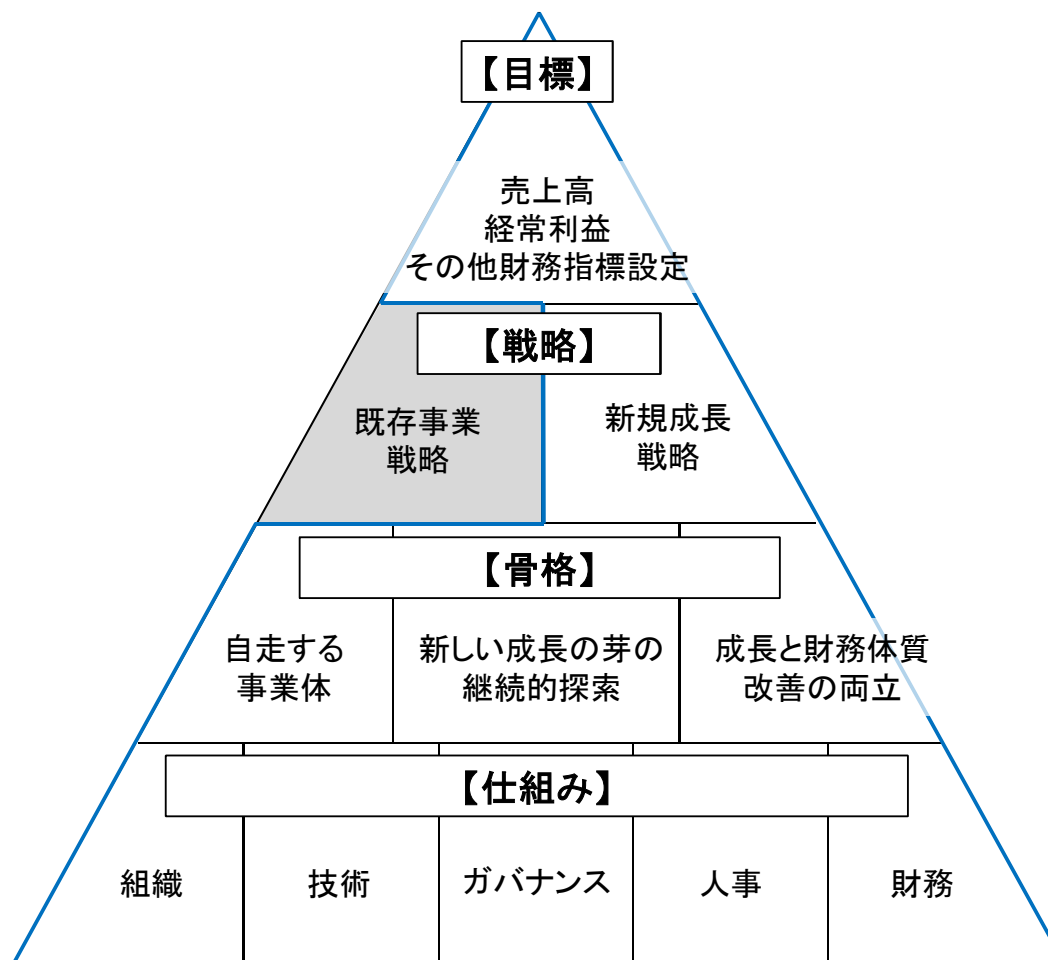 【目標】
売上高
経常利益
その他財務指標設定
【戦略】
既存事業
戦略
新規成長
戦略
【骨格】
自走する
事業体
新しい成長の芽の
継続的探索
成長と財務体質
改善の両立
【仕組み】
組織
技術
ガバナンス
人事
財務